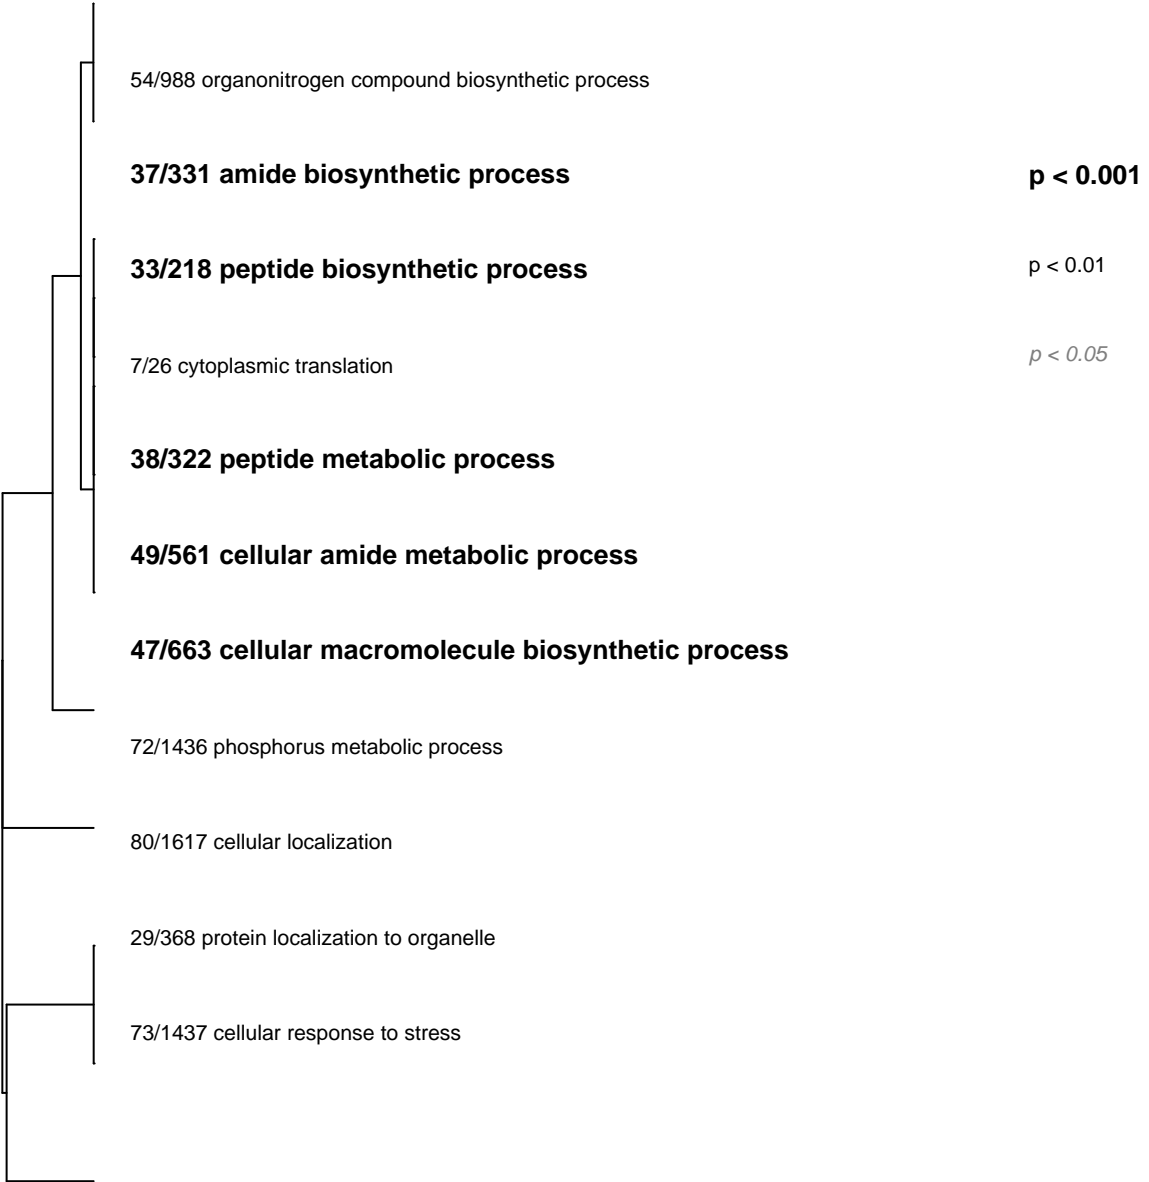 54/988 organonitrogen compound biosynthetic process
37/331 amide biosynthetic process
p < 0.001
33/218 peptide biosynthetic process
p < 0.01
7/26 cytoplasmic translation
p < 0.05
38/322 peptide metabolic process
49/561 cellular amide metabolic process
47/663 cellular macromolecule biosynthetic process
72/1436 phosphorus metabolic process
80/1617 cellular localization
29/368 protein localization to organelle
73/1437 cellular response to stress